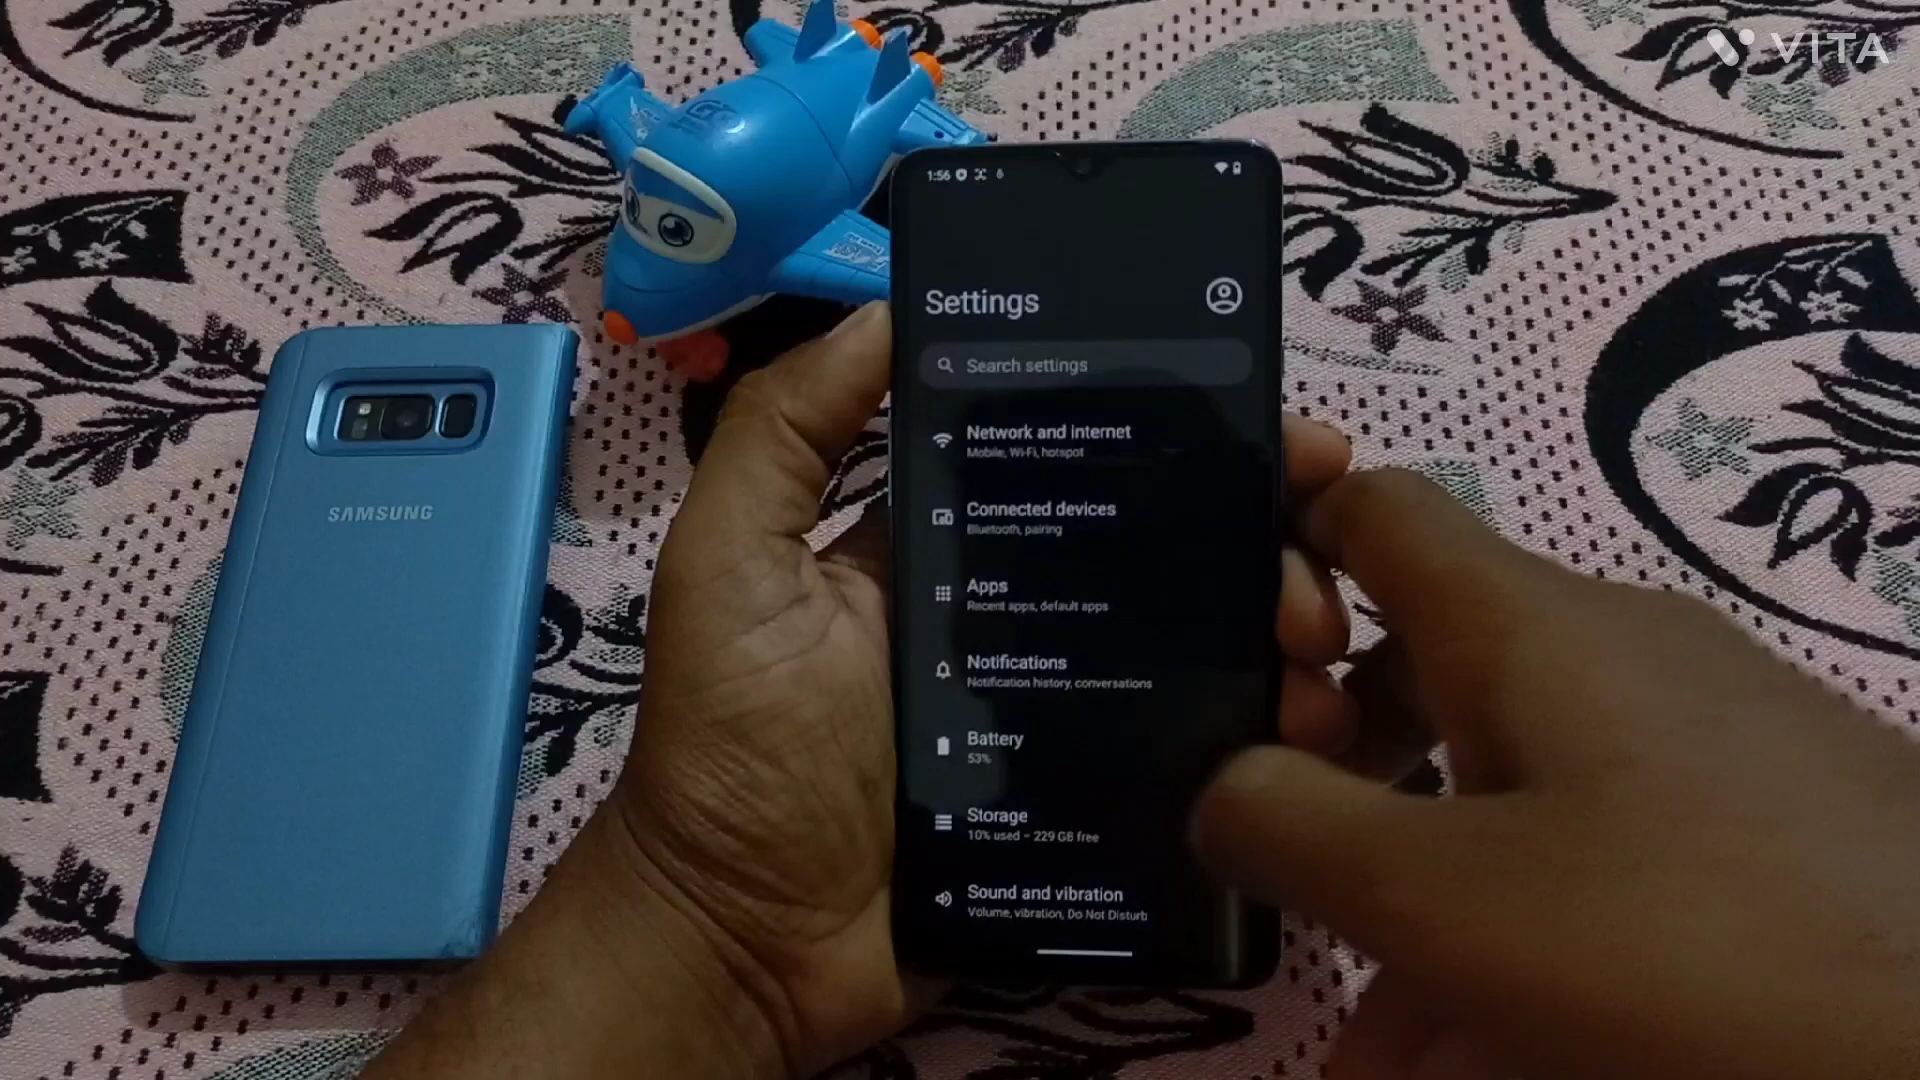 VITA
1:56
Settings
Search settings
Network and internet
Mobile, Wi-Fi, hotspot
Connected devices
Bluetooth, pairing
Apps
Recent apps, default apps
Notifications
Notification history, conversations
Battery
53%
Storage
10% used – 229 GB free
Sound and vibration
Volume, vibration, Do Not Disturb
SAMSUNG